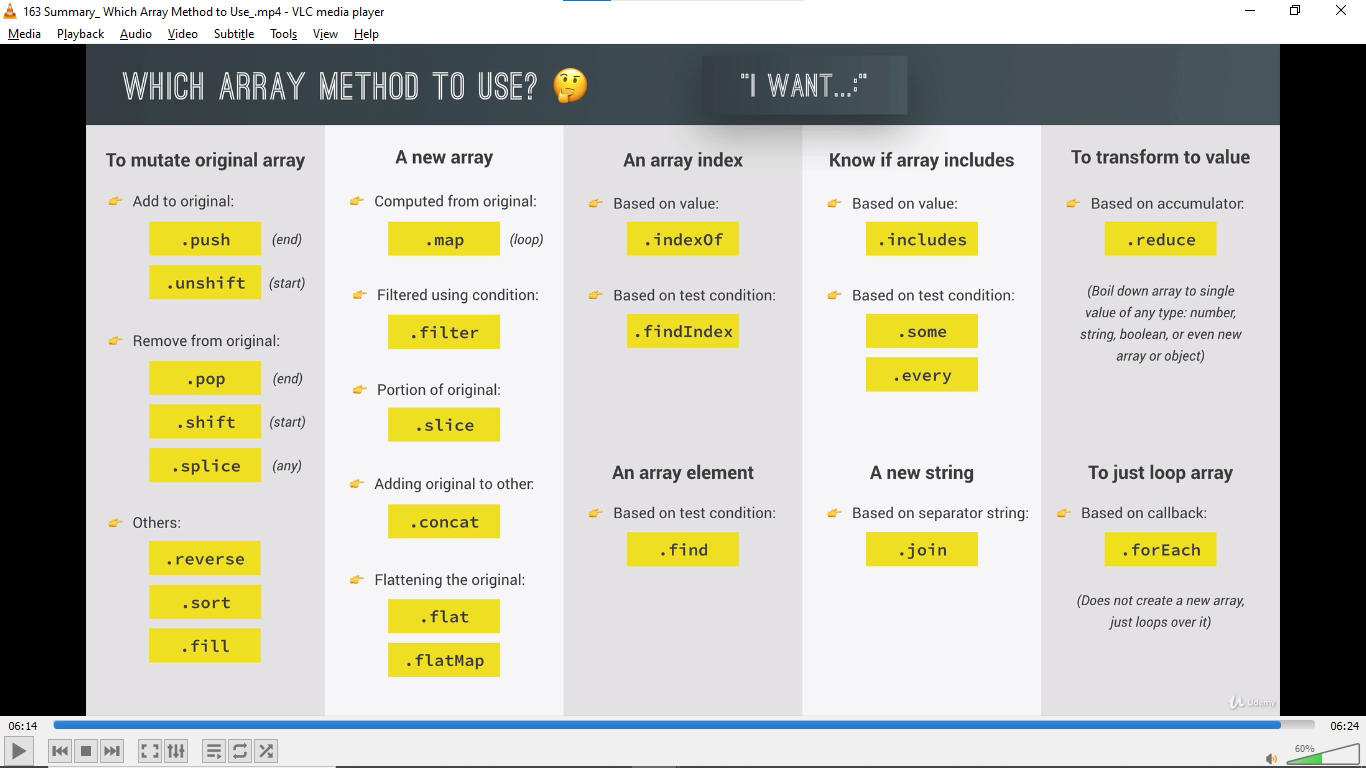 163 Summary_ Which Array Method to Use_.mp4 - VLC media player
Media Playback Audio Video Subtitle Tools View Help
WHICH ARRAY METHOD TO USE? 🤔
"I WANT...:"
To mutate original array
👉 Add to original:
.push (end)
.unshift (start)
👉 Remove from original:
.pop (end)
.shift (start)
.splice (any)
👉 Others:
.reverse
.sort
.fill
A new array
👉 Computed from original:
.map (loop)
👉 Filtered using condition:
.filter
👉 Portion of original:
.slice
👉 Adding original to other:
.concat
👉 Flattening the original:
.flat
.flatMap
An array index
👉 Based on value:
.indexOf
👉 Based on test condition:
.findIndex
An array element
👉 Based on test condition:
.find
Know if array includes
👉 Based on value:
.includes
👉 Based on test condition:
.some
.every
A new string
👉 Based on separator string:
.join
To transform to value
👉 Based on accumulator:
.reduce
(Boil down array to single
value of any type: number,
string, boolean, or even new
array or object)
To just loop array
👉 Based on callback:
.forEach
(Does not create a new array,
just loops over it)
Udemy
06:14
06:24
60%